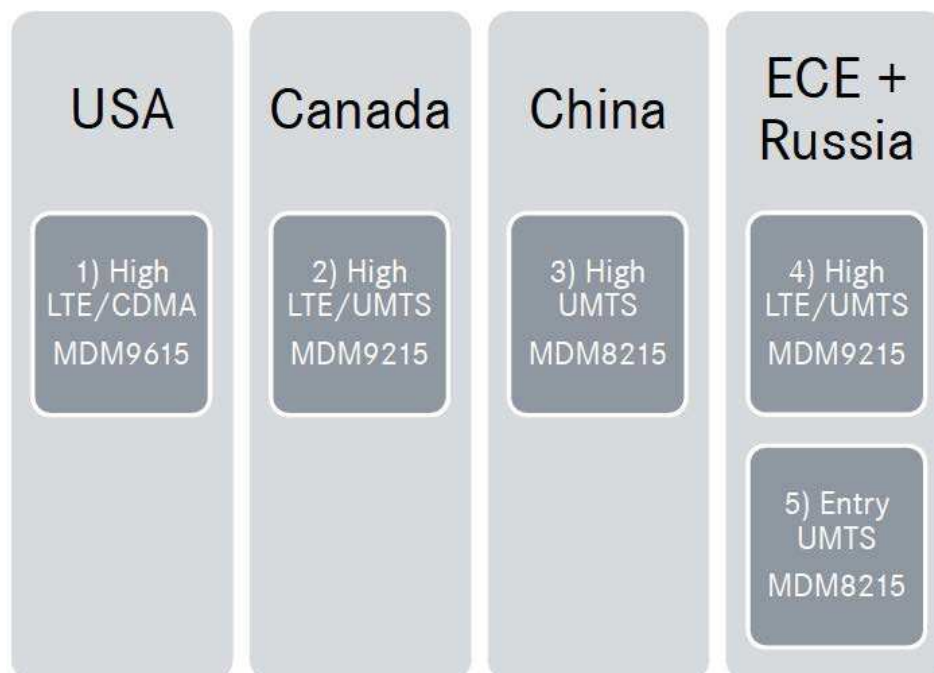 USA
1) High
LTE/CDMA
MDM9615
Canada
2) High
LTE/UMTS
MDM9215
China
3) High
UMTS
MDM8215
ECE +
Russia
4) High
LTE/UMTS
MDM9215
5) Entry
UMTS
MDM8215